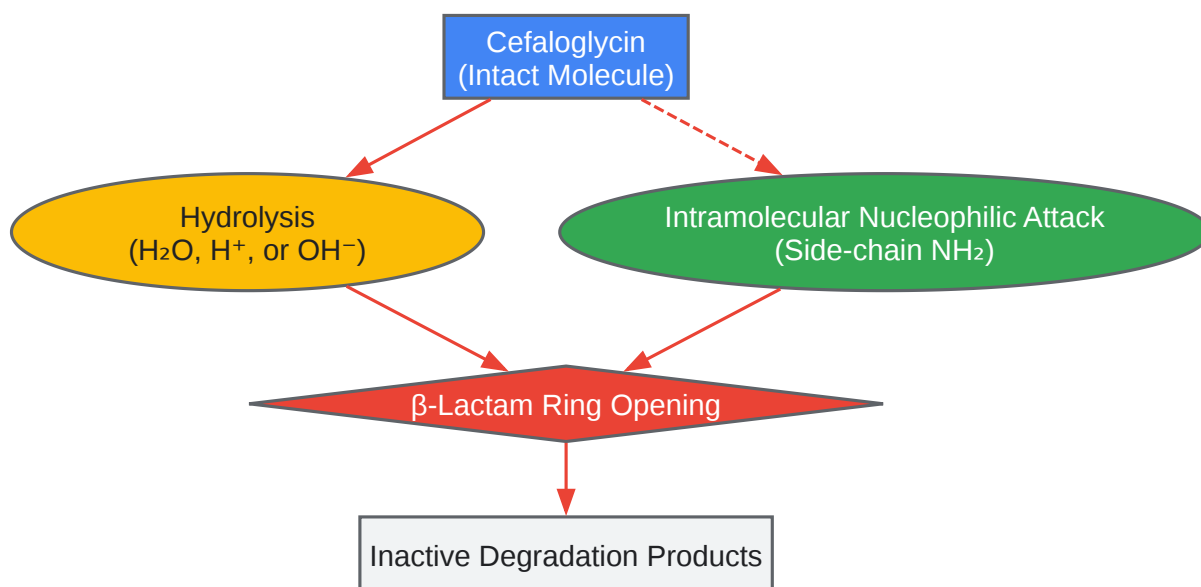 Cefaloglycin
(Intact Molecule)
Hydrolysis
(H₂O, H⁺, or OH⁻)
Intramolecular Nucleophilic Attack
(Side-chain NH₂)
β-Lactam Ring Opening
Inactive Degradation Products